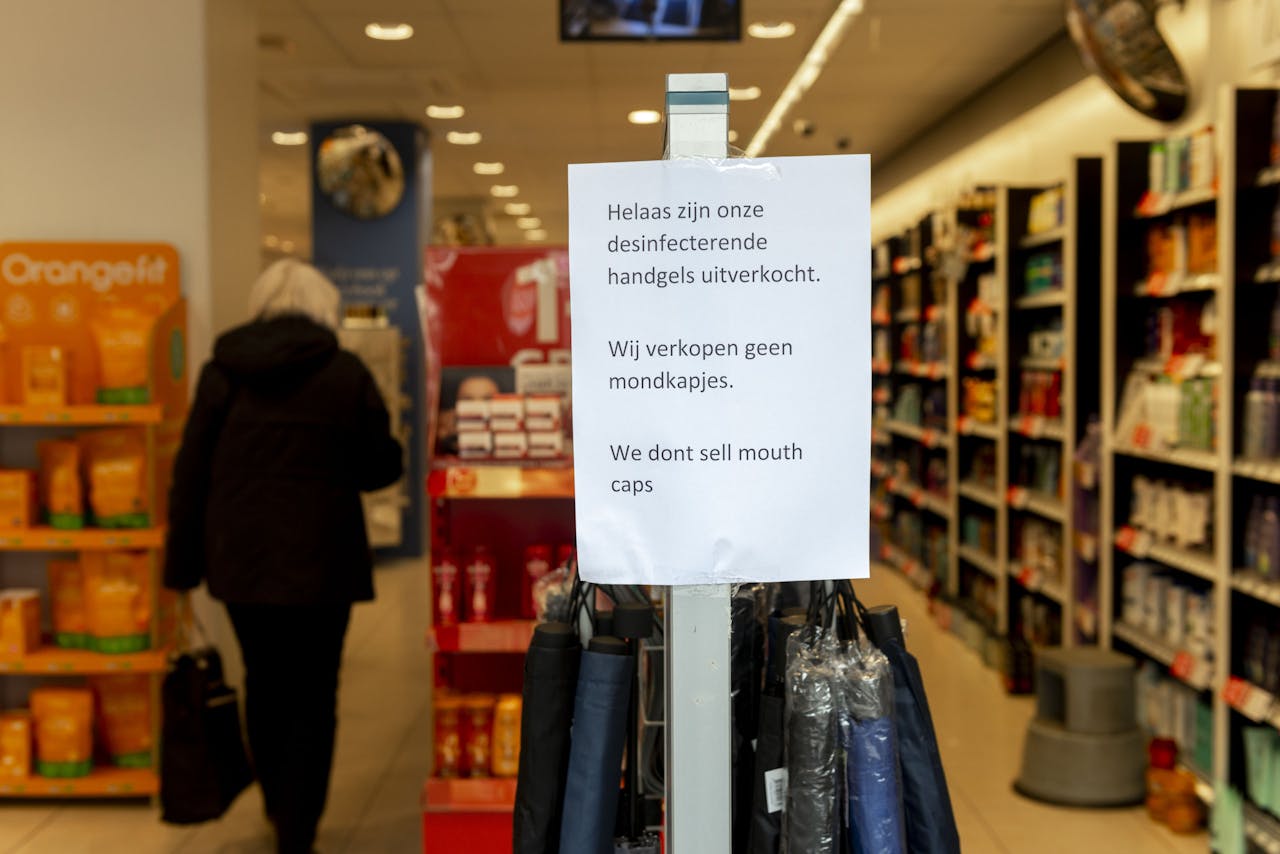 Orangefit
Helaas zijn onze
desinfecterende
handgels uitverkocht.
Wij verkopen geen
mondkapjes.
We dont sell mouth
caps